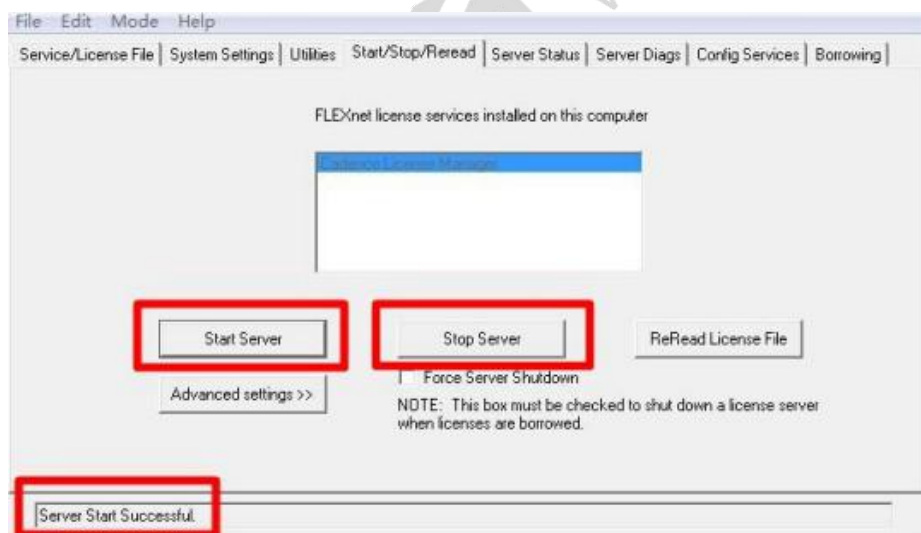 File Edit Mode Help
Service/License File System Settings Utilities Start/Stop/Reread Server Status Server Diags Config Services Borrowing
FLEXnet license services installed on this computer
Cadence License Manager
Start Server Stop Server ReRead License File
Force Server Shutdown
Advanced settings >>
NOTE: This box must be checked to shut down a license server
when licenses are borrowed.
Server Start Successful.